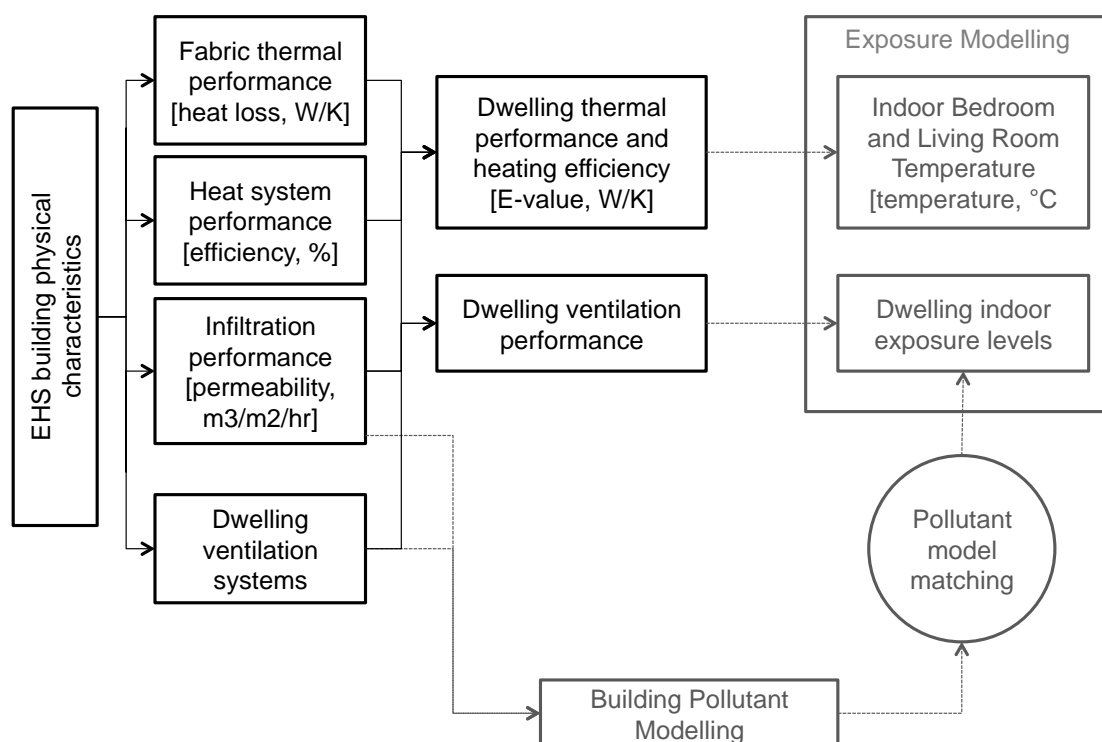 EHS building physical
characteristics
Fabric thermal
performance
[heat loss, W/K]
Heat system
performance
[efficiency, %]
Infiltration
performance
[permeability,
m3/m2/hr]
Dwelling
ventilation
systems
Dwelling thermal
performance and
heating efficiency
[E-value, W/K]
Dwelling ventilation
performance
Exposure Modelling
Indoor Bedroom
and Living Room
Temperature
[temperature, °C
Dwelling indoor
exposure levels
Pollutant
model
matching
Building Pollutant
Modelling